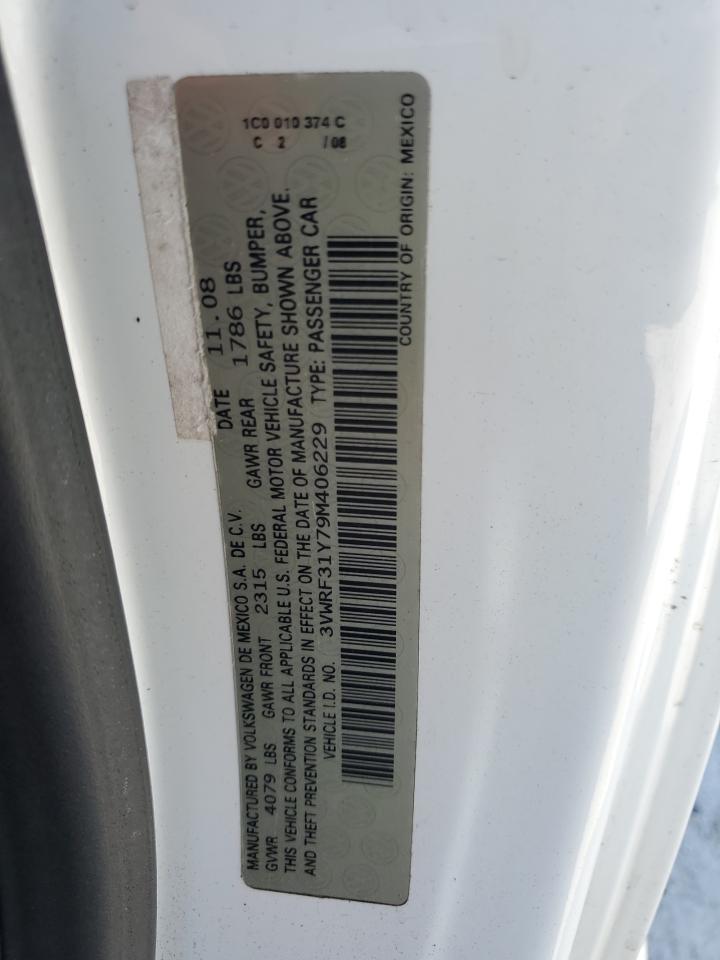 1C0 010 374 C
C 2 /08
MANUFACTURED BY VOLKSWAGEN DE MEXICO S.A. DE C.V. DATE 11.08
GVWR 4079 LBS GAWR FRONT 2315 LBS GAWR REAR 1786 LBS
THIS VEHICLE CONFORMS TO ALL APPLICABLE U.S. FEDERAL MOTOR VEHICLE SAFETY, BUMPER,
AND THEFT PREVENTION STANDARDS IN EFFECT ON THE DATE OF MANUFACTURE SHOWN ABOVE.
VEHICLE I.D. NO. 3VWRF31Y79M406229 TYPE: PASSENGER CAR
COUNTRY OF ORIGIN: MEXICO